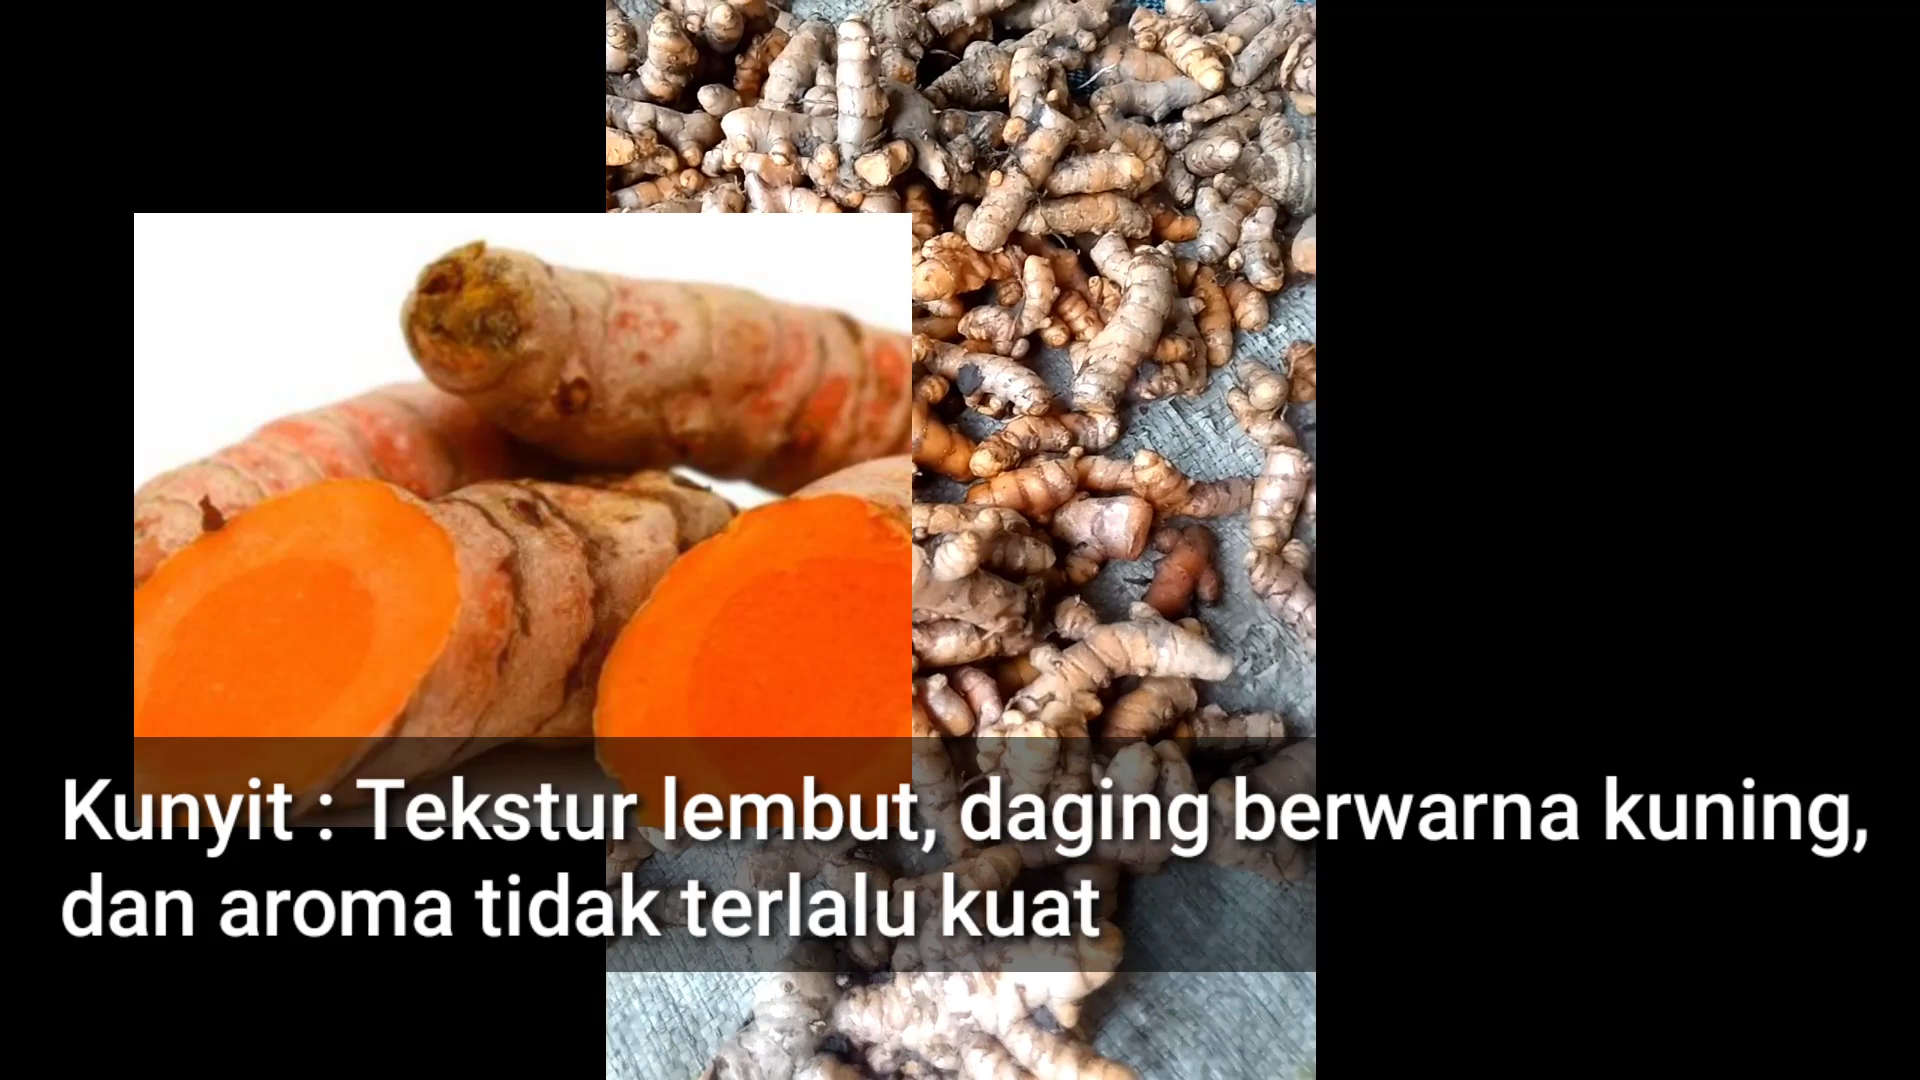 Kunyit : Tekstur lembut, daging berwarna kuning,
dan aroma tidak terlalu kuat